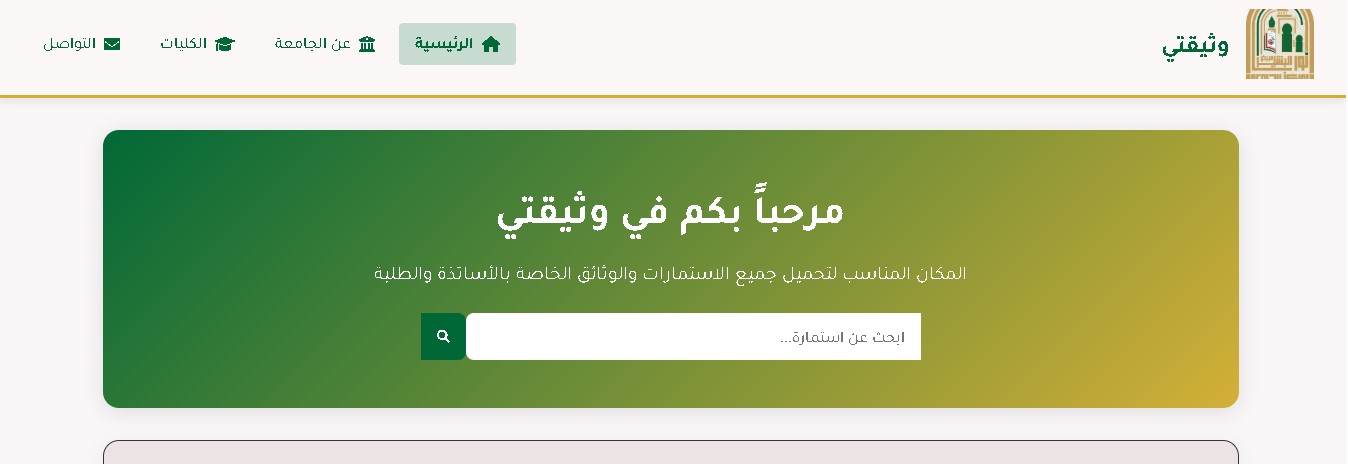 وثيقتي
الرئيسية
عن الجامعة
الكليات
التواصل
مرحباً بكم في وثيقتي
المكان المناسب لتحميل جميع الاستمارات والوثائق الخاصة بالأساتذة والطلبة
ابحث عن استمارة...